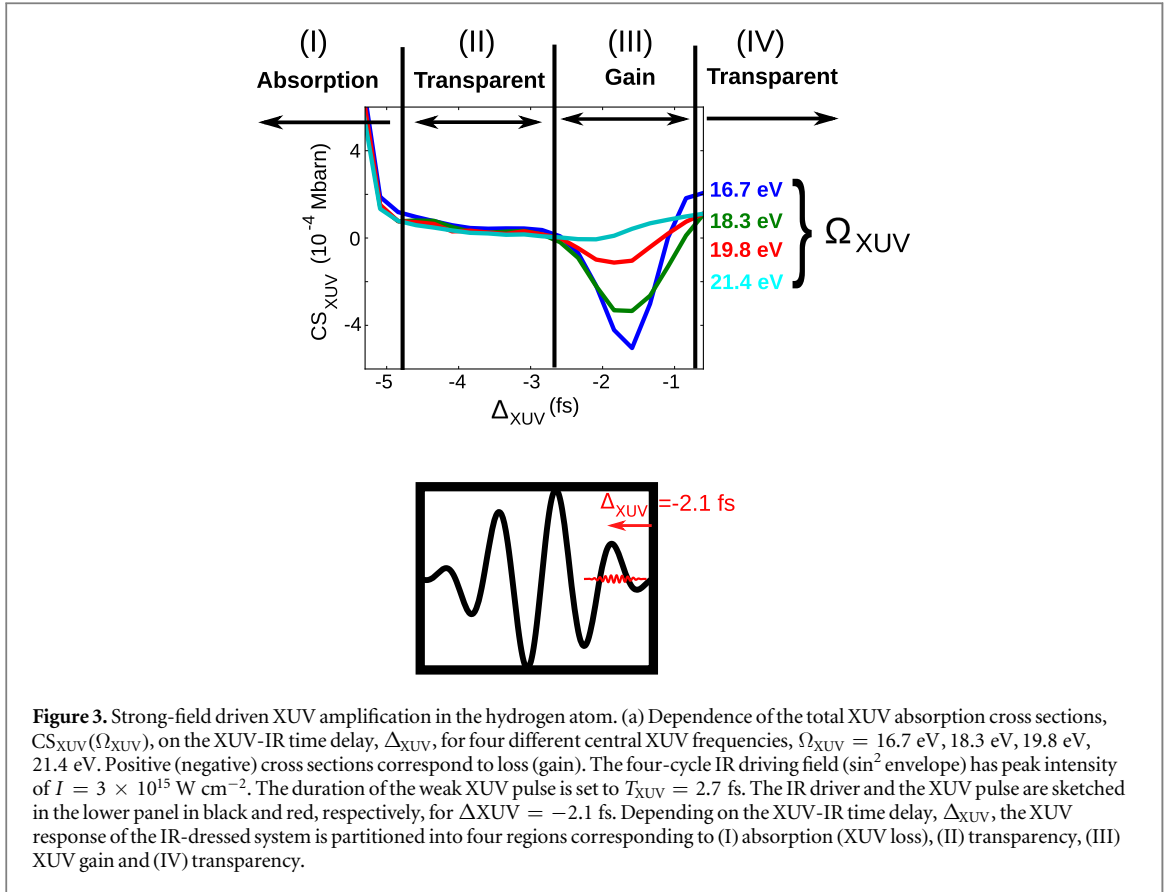 (I) (II) (III) (IV)
Absorption Transparent Gain Transparent
CS_XUV (10^-4 Mbarn)
4
0
-4
-5 -4 -3 -2 -1
Δ_XUV (fs)
16.7 eV
18.3 eV
19.8 eV
21.4 eV
} Ω_XUV
Δ_XUV =-2.1 fs
Figure 3. Strong-field driven XUV amplification in the hydrogen atom. (a) Dependence of the total XUV absorption cross sections,
CS_XUV(Ω_XUV), on the XUV-IR time delay, Δ_XUV, for four different central XUV frequencies, Ω_XUV = 16.7 eV, 18.3 eV, 19.8 eV,
21.4 eV. Positive (negative) cross sections correspond to loss (gain). The four-cycle IR driving field (sin² envelope) has peak intensity
of I = 3 × 10¹⁵ W cm⁻². The duration of the weak XUV pulse is set to T_XUV = 2.7 fs. The IR driver and the XUV pulse are sketched
in the lower panel in black and red, respectively, for ΔXUV = −2.1 fs. Depending on the XUV-IR time delay, Δ_XUV, the XUV
response of the IR-dressed system is partitioned into four regions corresponding to (I) absorption (XUV loss), (II) transparency, (III)
XUV gain and (IV) transparency.